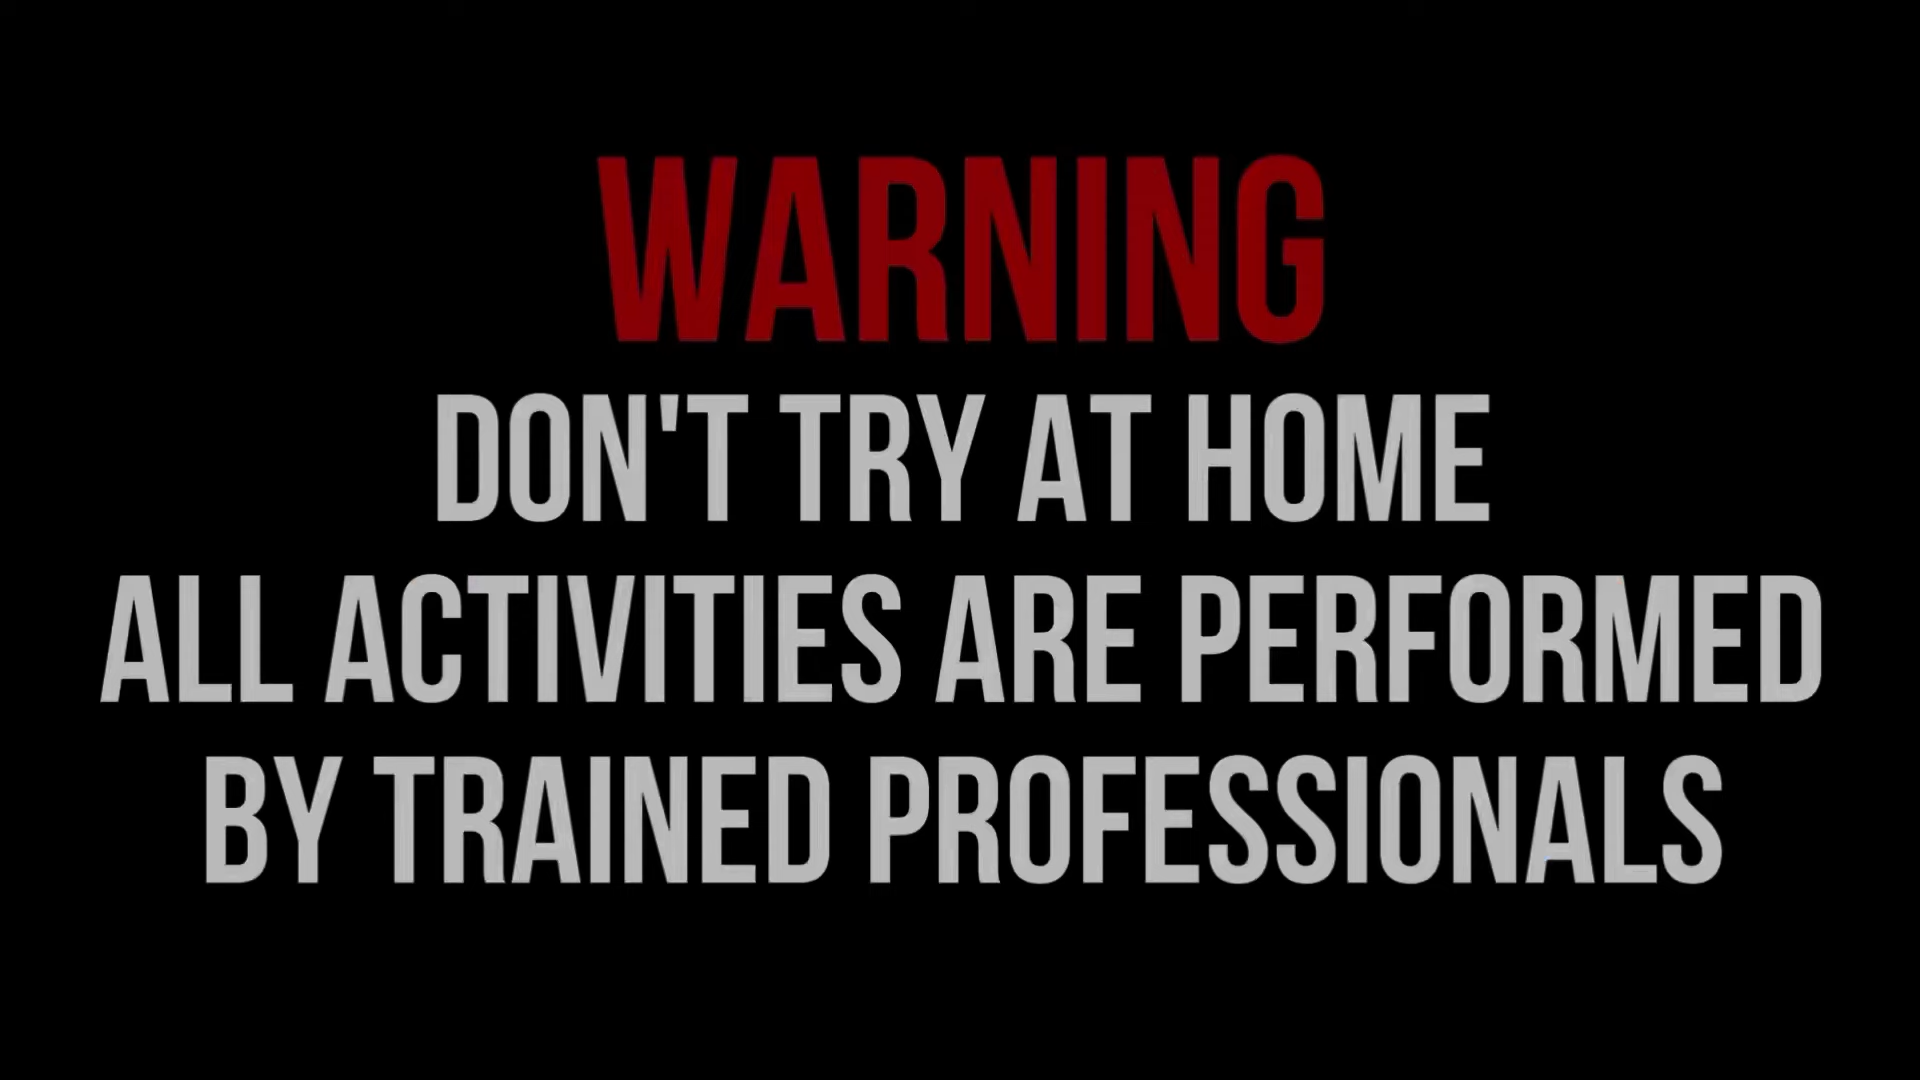 WARNING
DON'T TRY AT HOME
ALL ACTIVITIES ARE PERFORMED
BY TRAINED PROFESSIONALS